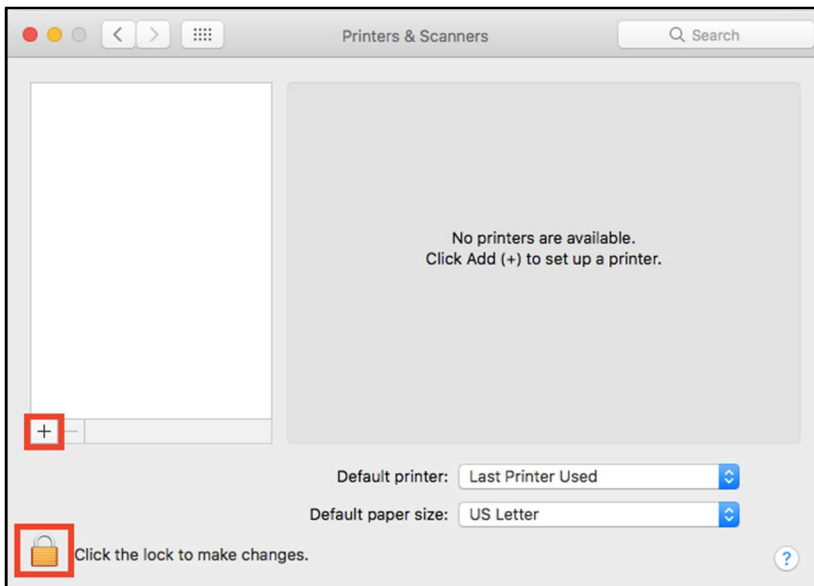 Printers & Scanners
Search
No printers are available.
Click Add (+) to set up a printer.
+ −
Default printer: Last Printer Used
Default paper size: US Letter
Click the lock to make changes.
?